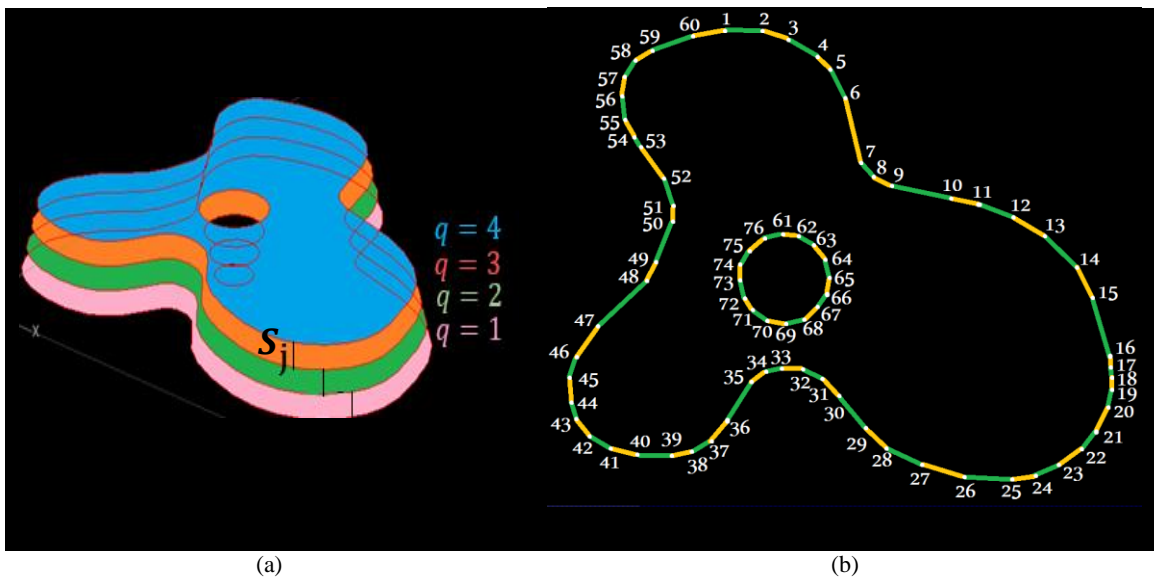 q = 4
q = 3
q = 2
q = 1
S_j
X
60 1 2 3
59 4
58 5
57 6
56
55
54 53 7
8 9
52 10 11
51 12
50 13
76 61 62
75 63
49 74 64 14
48 73 65 15
72 66
71 67
47 70 69 68
46 34 33 16
45 35 32 17
44 31 18
43 36 30 19
42 20
41 40 39 38 37 29 21
28 22
27 23
26 25 24
(a) (b)